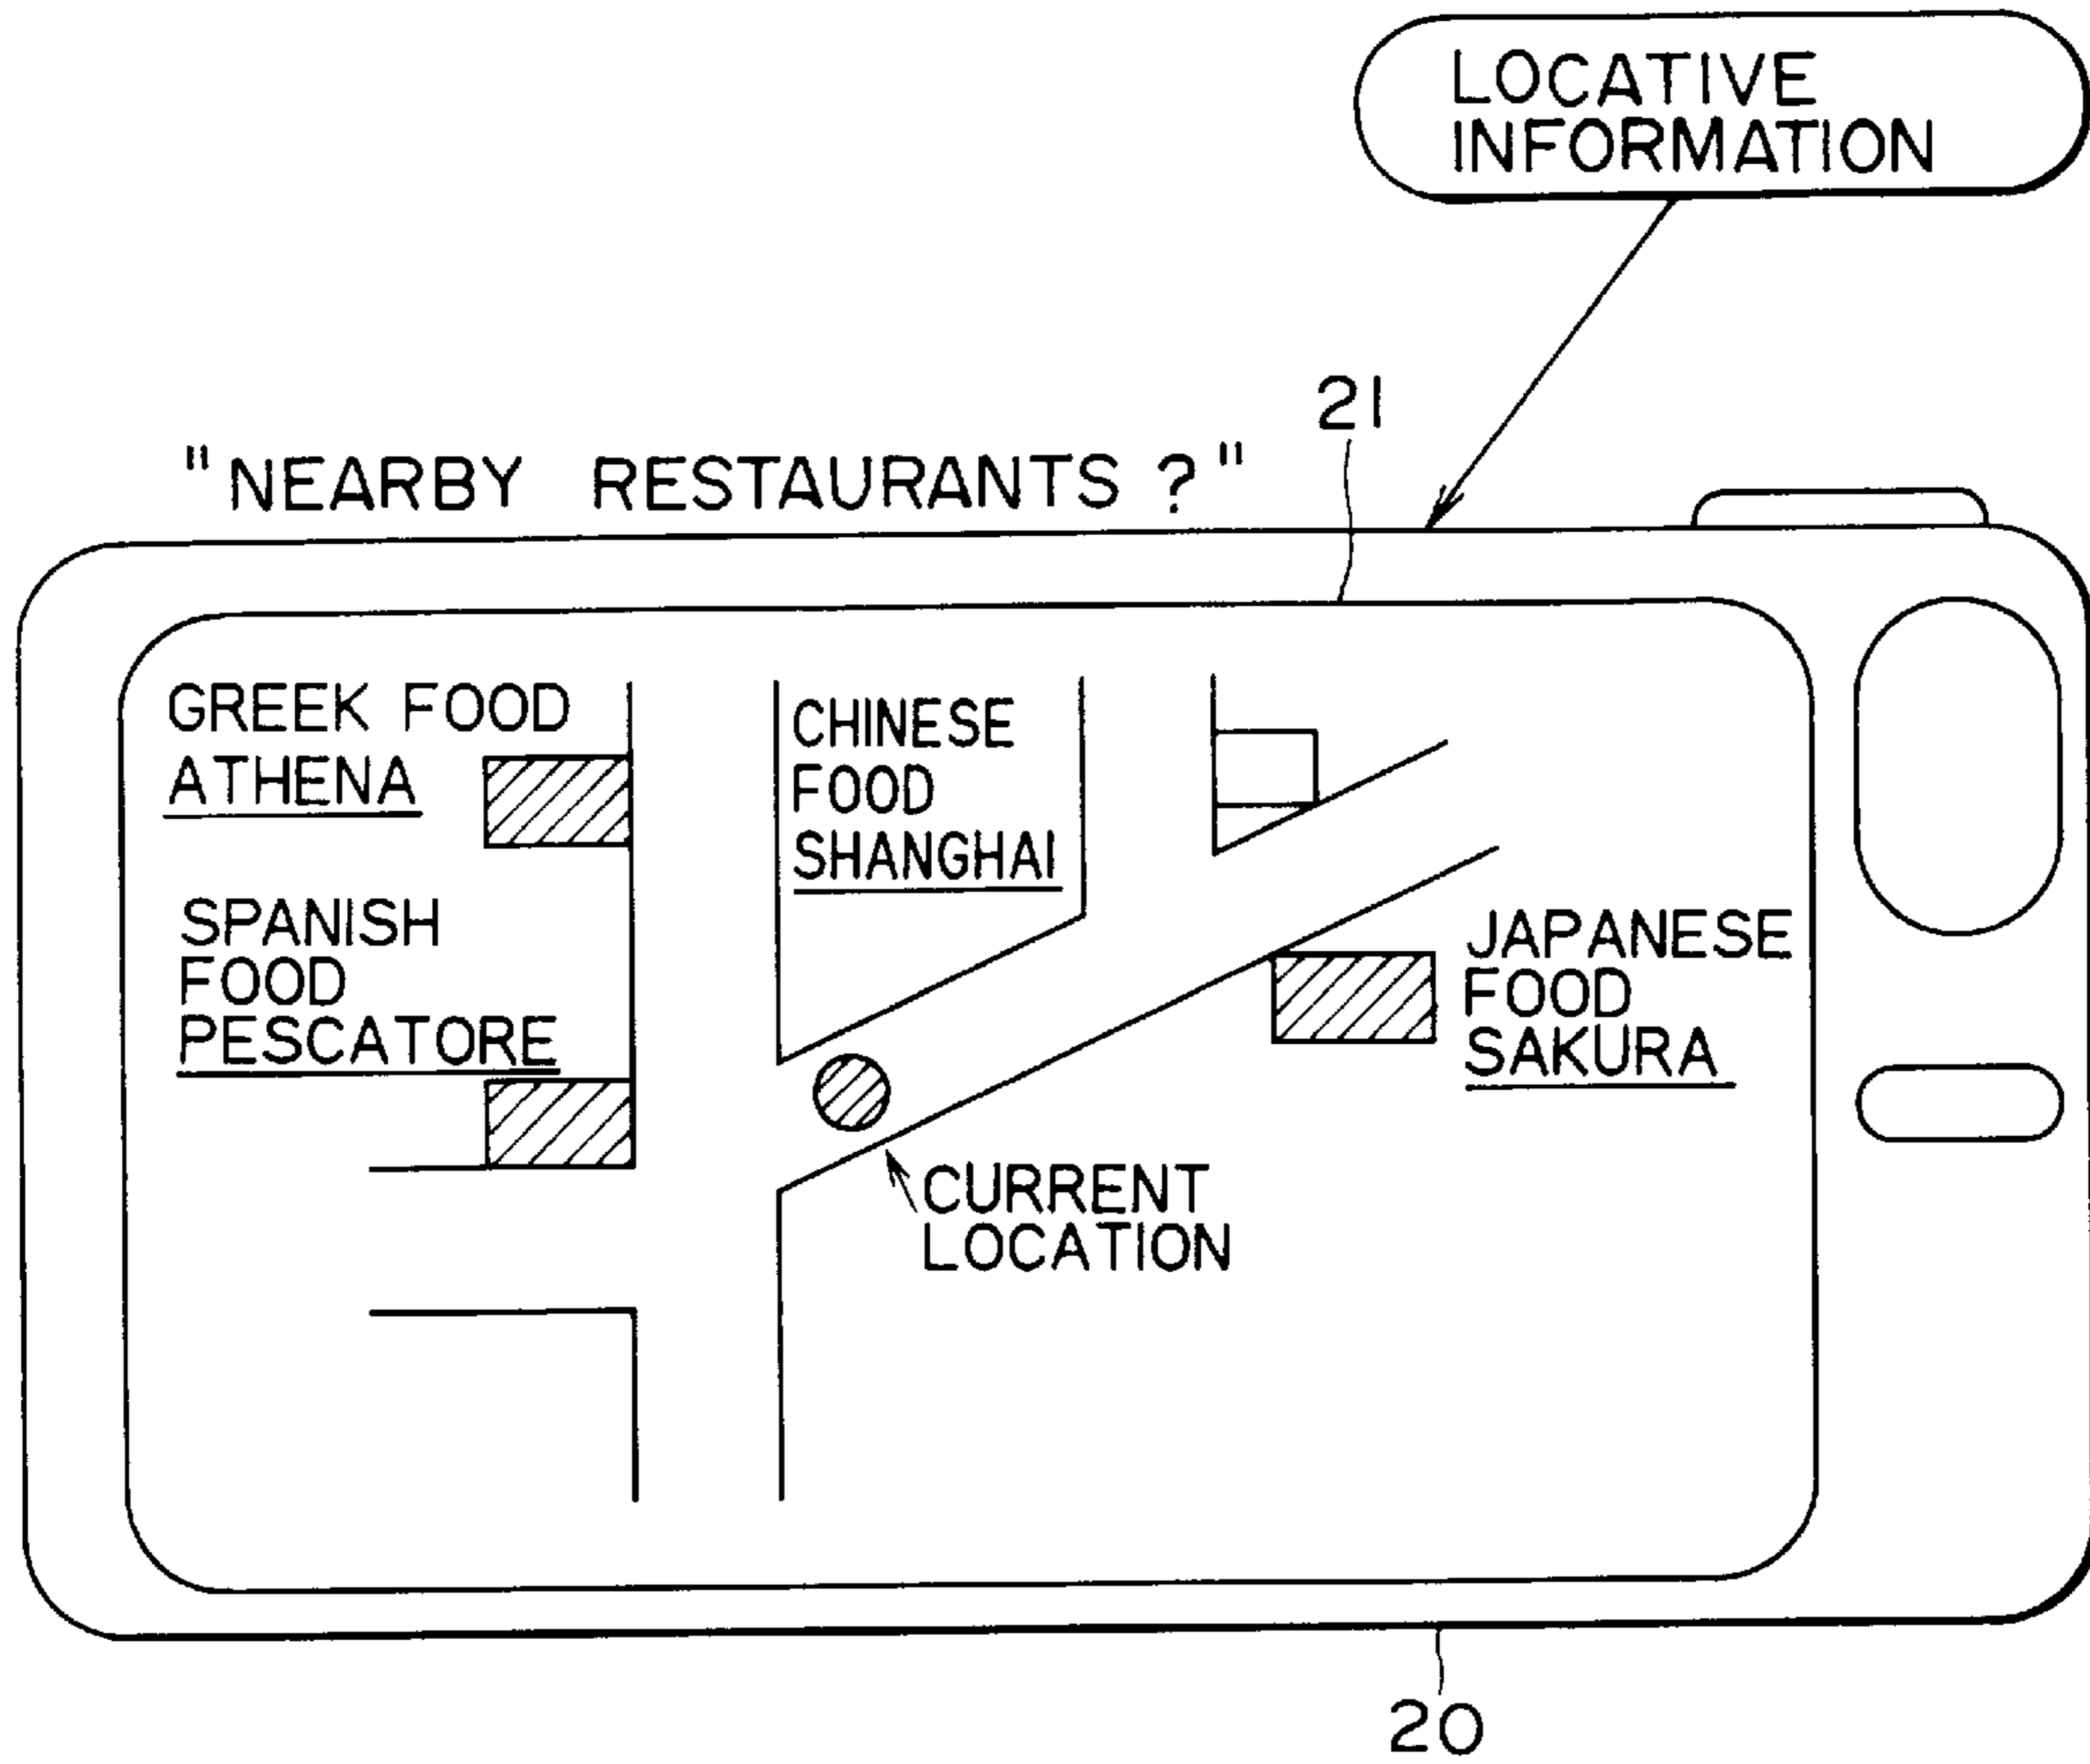 LOCATIVE
INFORMATION
21
"NEARBY RESTAURANTS ?"
GREEK FOOD
ATHENA
CHINESE
FOOD
SHANGHAI
SPANISH
FOOD
PESCATORE
JAPANESE
FOOD
SAKURA
CURRENT
LOCATION
20